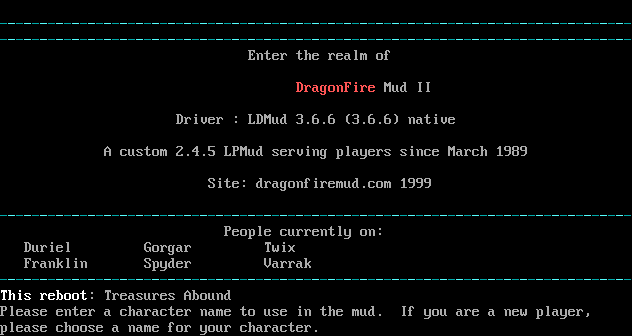 Enter the realm of
DragonFire Mud II
Driver : LDMud 3.6.6 (3.6.6) native
A custom 2.4.5 LPMud serving players since March 1989
Site: dragonfiremud.com 1999
People currently on:
Duriel Gorgar Twix
Franklin Spyder Varrak
This reboot: Treasures Abound
Please enter a character name to use in the mud.  If you are a new player,
please choose a name for your character.